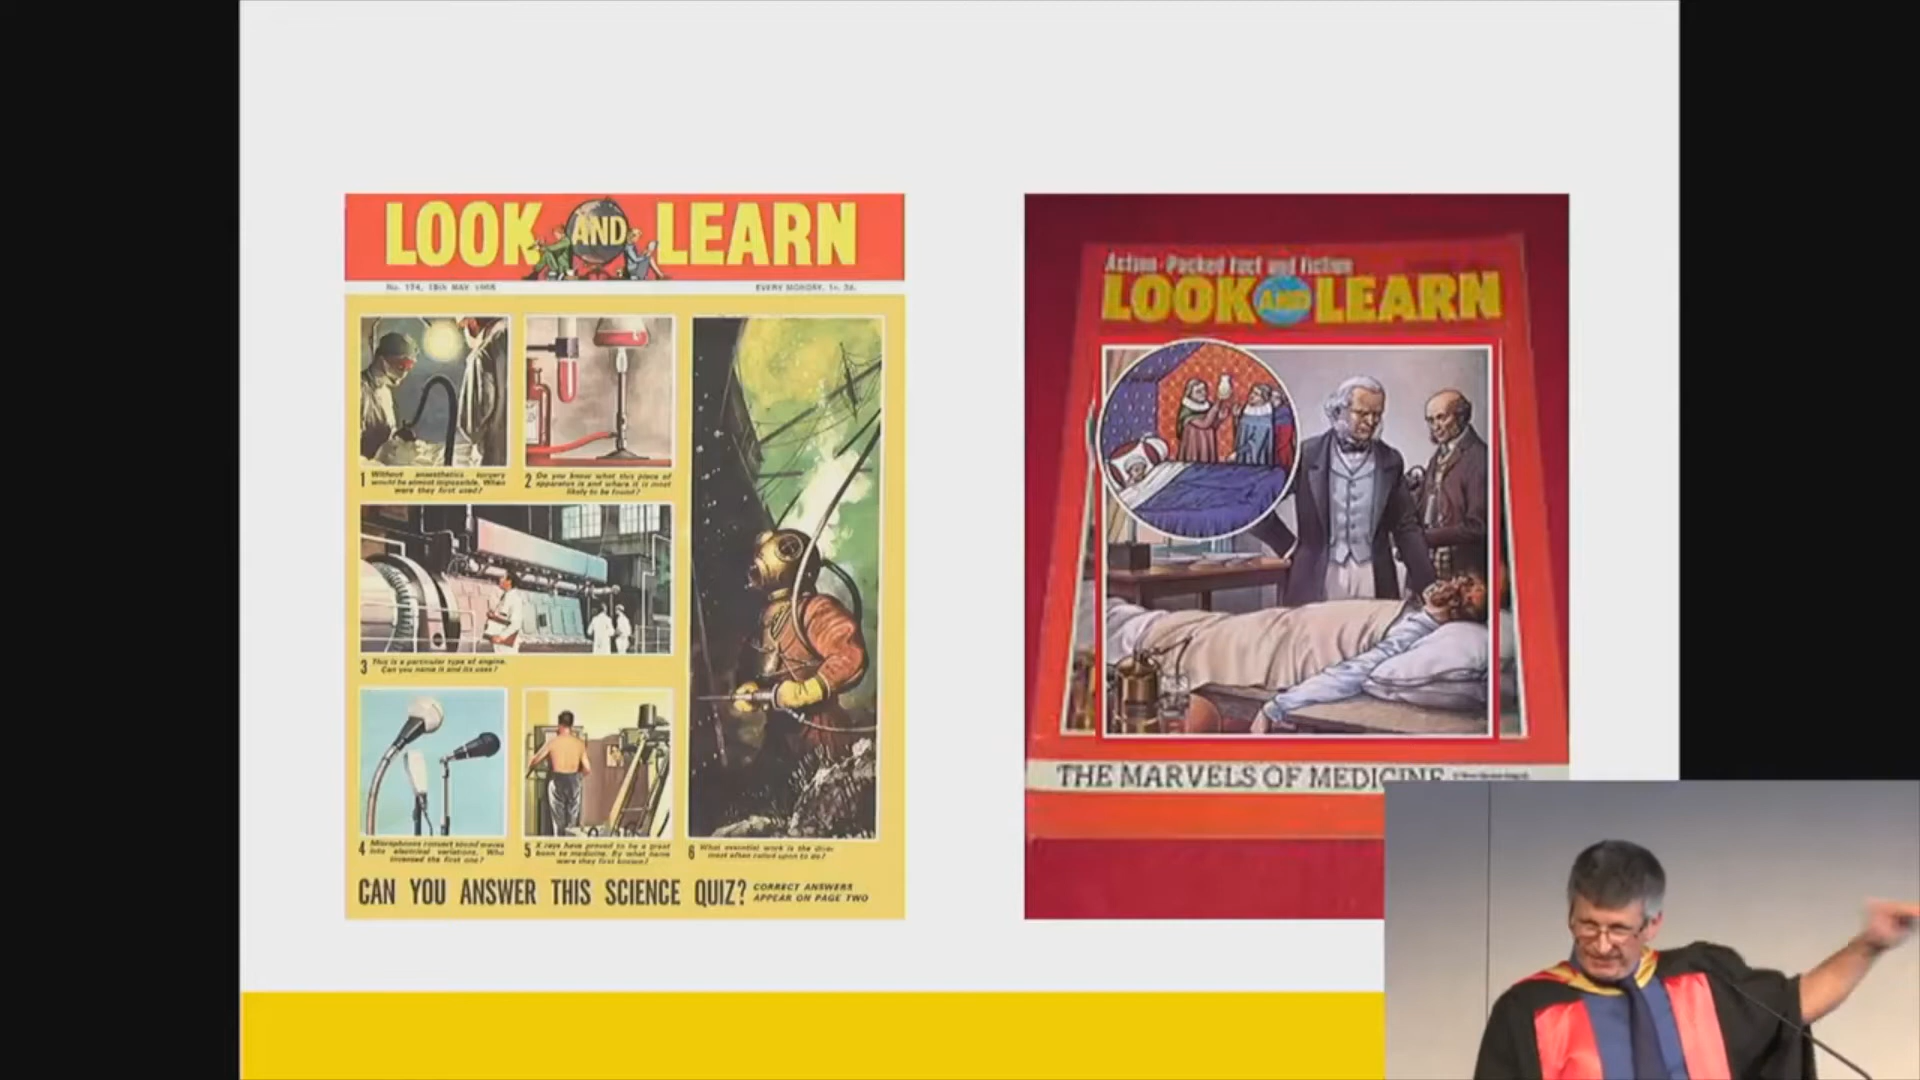 LOOK AND LEARN
EVERY MONDAY, 1s. 3d.
1 Without anaesthetics surgery
would be almost impossible. When
were they first used?
2 Do you know what this piece of
apparatus is and where it is most
likely to be found?
3 This is a particular type of engine.
Can you name it and its uses?
4 Microphones convert sound waves
into electrical variations. Who
invented the first one?
5 X rays have proved to be a great
boon to medicine. By what name
were they first known?
6 What essential work is the diver
most often called upon to do?
CAN YOU ANSWER THIS SCIENCE QUIZ?
CORRECT ANSWERS
APPEAR ON PAGE TWO
Action-Packed Fact and Fiction
LOOK AND LEARN
THE MARVELS OF MEDICINE